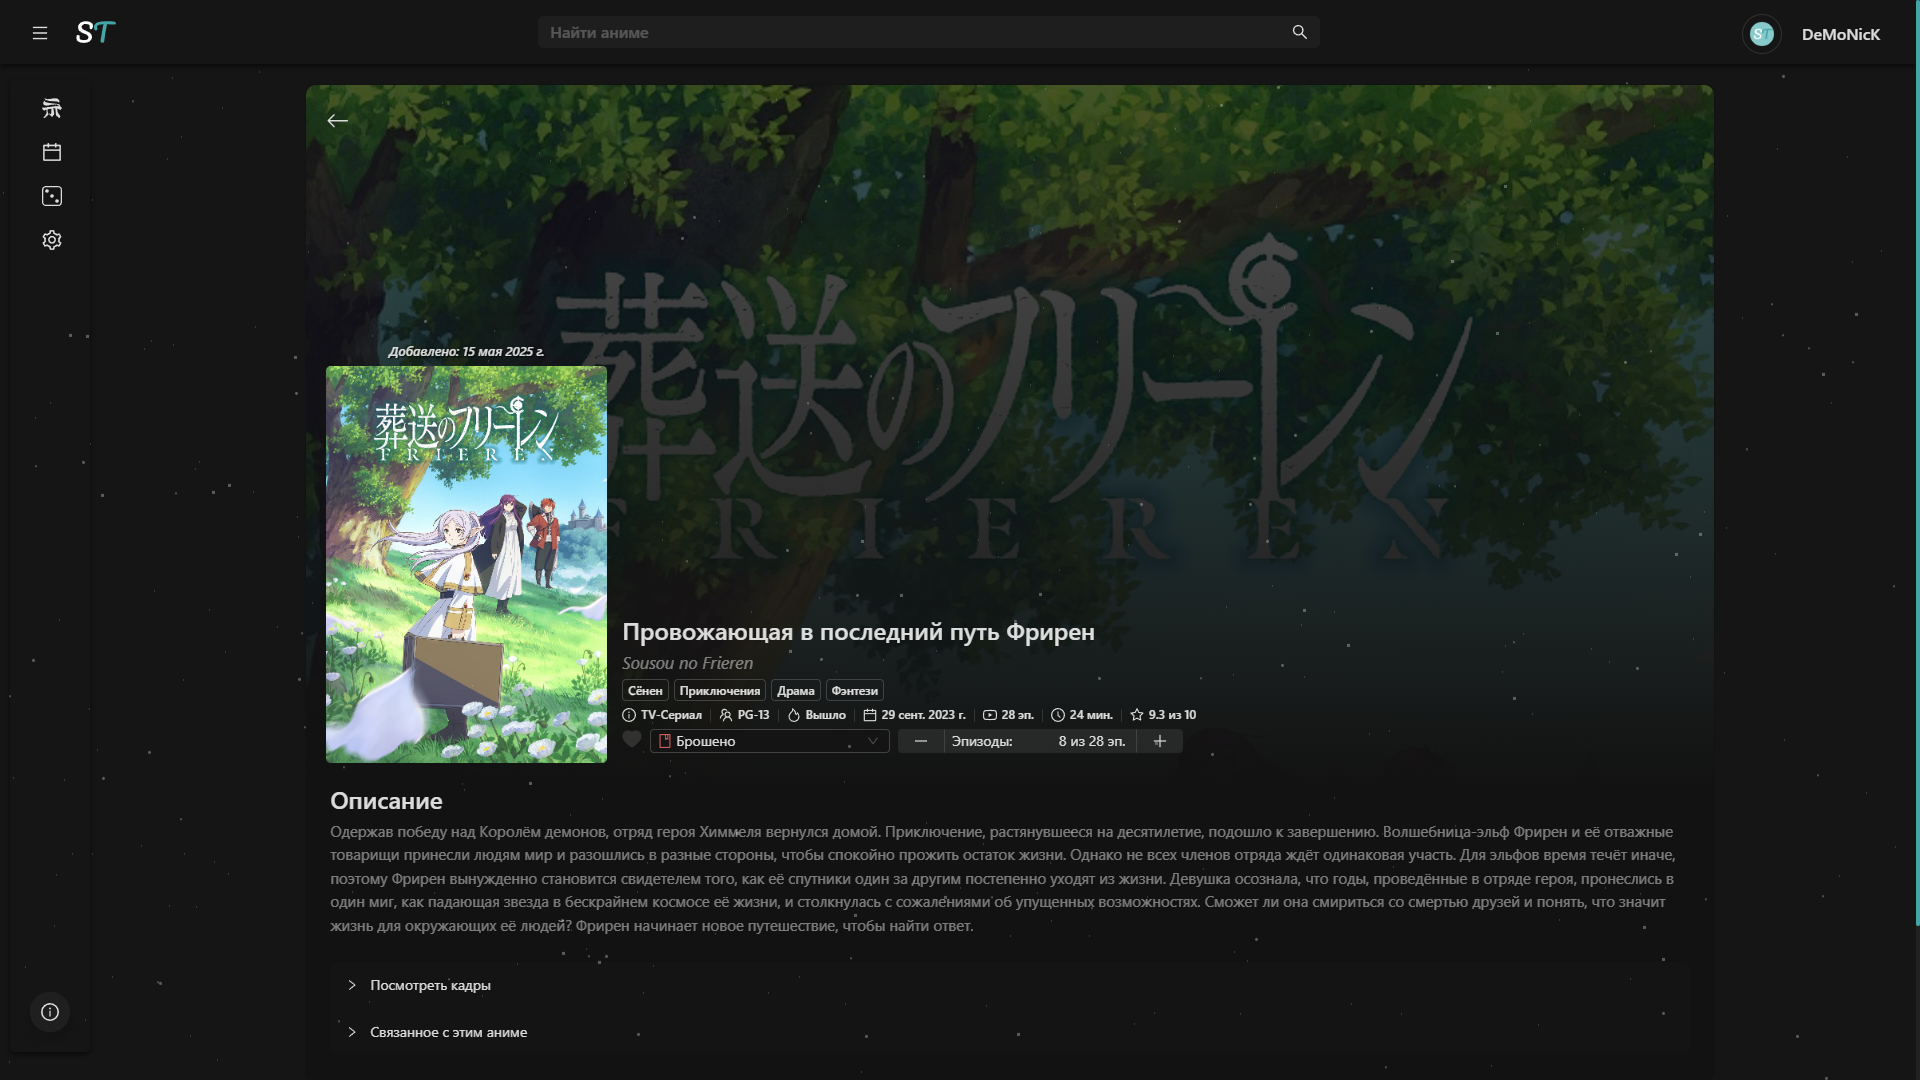 ST
Найти аниме
ST
DeMoNicK
Добавлено: 15 мая 2025 г.
葬送のフリーレン
FRIEREN
葬送のフリーレン
FRIEREN
Провожающая в последний путь Фрирен
Sousou no Frieren
Сёнен Приключения Драма Фэнтези
TV-Сериал PG-13 Вышло 29 сент. 2023 г. 28 эп. 24 мин. 9.3 из 10
Брошено Эпизоды: 8 из 28 эп.
Описание
Одержав победу над Королём демонов, отряд героя Химмеля вернулся домой. Приключение, растянувшееся на десятилетие, подошло к завершению. Волшебница-эльф Фрирен и её отважные
товарищи принесли людям мир и разошлись в разные стороны, чтобы спокойно прожить остаток жизни. Однако не всех членов отряда ждёт одинаковая участь. Для эльфов время течёт иначе,
поэтому Фрирен вынужденно становится свидетелем того, как её спутники один за другим постепенно уходят из жизни. Девушка осознала, что годы, проведённые в отряде героя, пронеслись в
один миг, как падающая звезда в бескрайнем космосе её жизни, и столкнулась с сожалениями об упущенных возможностях. Сможет ли она смириться со смертью друзей и понять, что значит
жизнь для окружающих её людей? Фрирен начинает новое путешествие, чтобы найти ответ.
Посмотреть кадры
Связанное с этим аниме